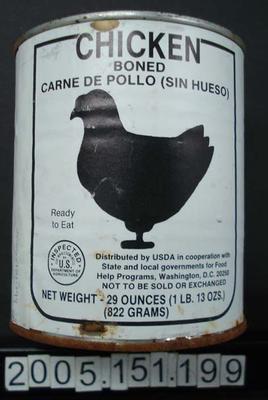 CHICKEN
BONED
CARNE DE POLLO (SIN HUESO)
Ready
to Eat
INSPECTED
U.S.
DEPARTMENT OF
AGRICULTURE
Distributed by USDA in cooperation with
State and local governments for Food
Help Programs, Washington, D.C. 20250
NOT TO BE SOLD OR EXCHANGED
NET WEIGHT - 29 OUNCES (1 LB. 13 OZS.)
(822 GRAMS)
2005.151.199